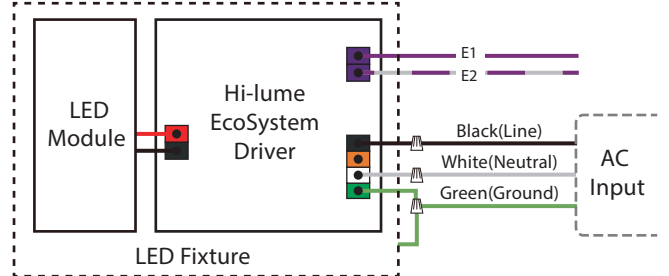 LED
Module
Hi-lume
EcoSystem
Driver
E1
E2
Black(Line)
White(Neutral)
Green(Ground)
AC
Input
LED Fixture